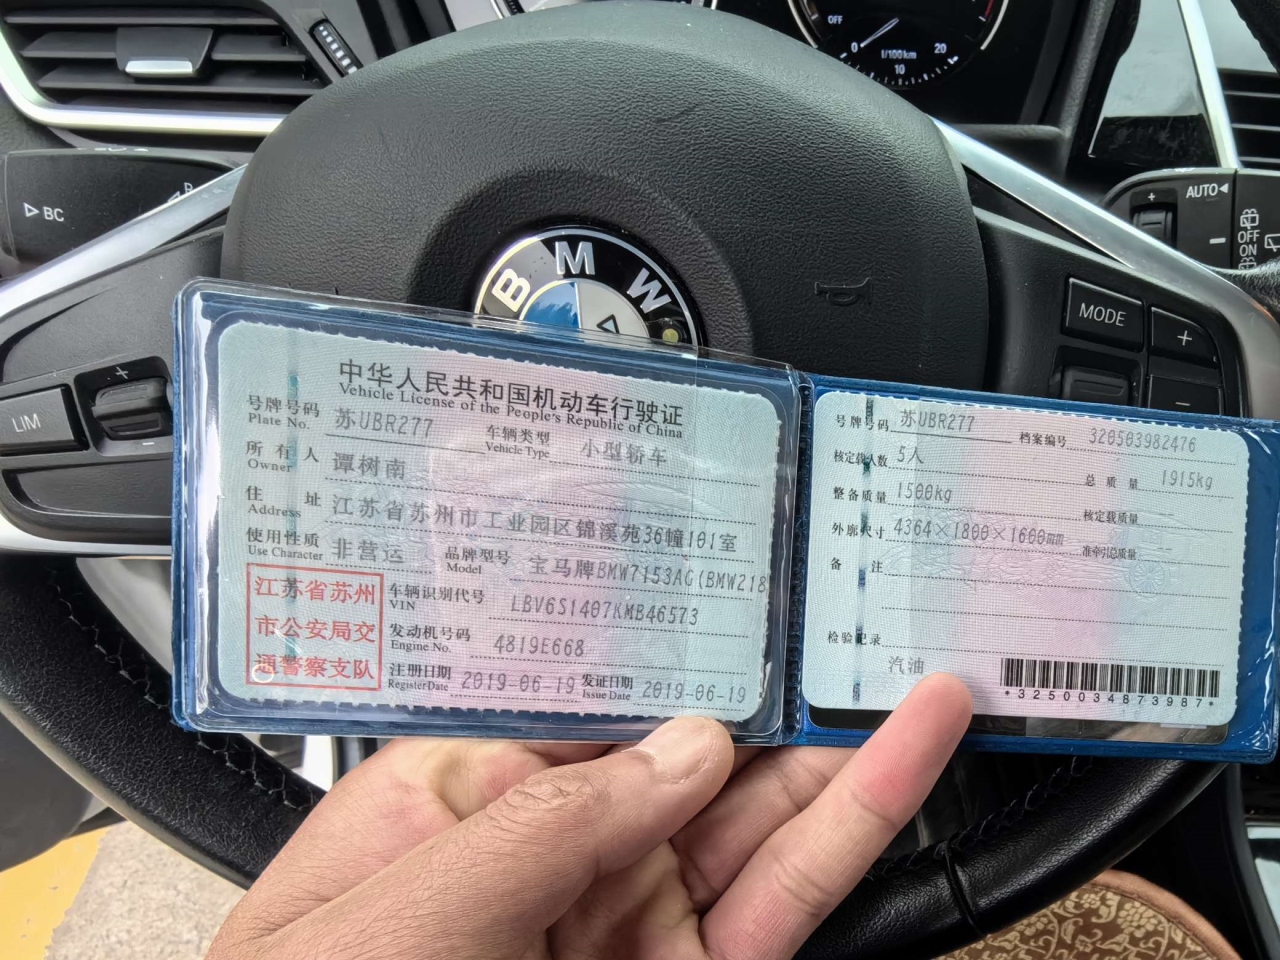 OFF
0
20
l/100km
10
BC
B
AUTO
OFF
ON
BMW
MODE
+
LIM
中华人民共和国机动车行驶证
Vehicle License of the People's Republic of China
号牌号码 苏UBR277 车辆类型 小型轿车
Plate No. Vehicle Type
所有人 谭树南
Owner
住址 江苏省苏州市工业园区锦溪苑36幢101室
Address
使用性质 非营运 品牌型号 宝马牌BMW7153AG(BMW218
Use Character Model
江苏省苏州
市公安局交
通警察支队
车辆识别代号 LBV6S1407KMB46573
VIN
发动机号码 4819E668
Engine No.
注册日期 2019-06-19 发证日期 2019-06-19
Register Date Issue Date
号牌号码 苏UBR277 档案编号 320503982476
核定载人数 5人 总质量 1915kg
整备质量 1500kg 核定载质量 --
外廓尺寸 4364×1800×1600mm 准牵引总质量 --
备注
检验记录
汽油
*3250034873987*